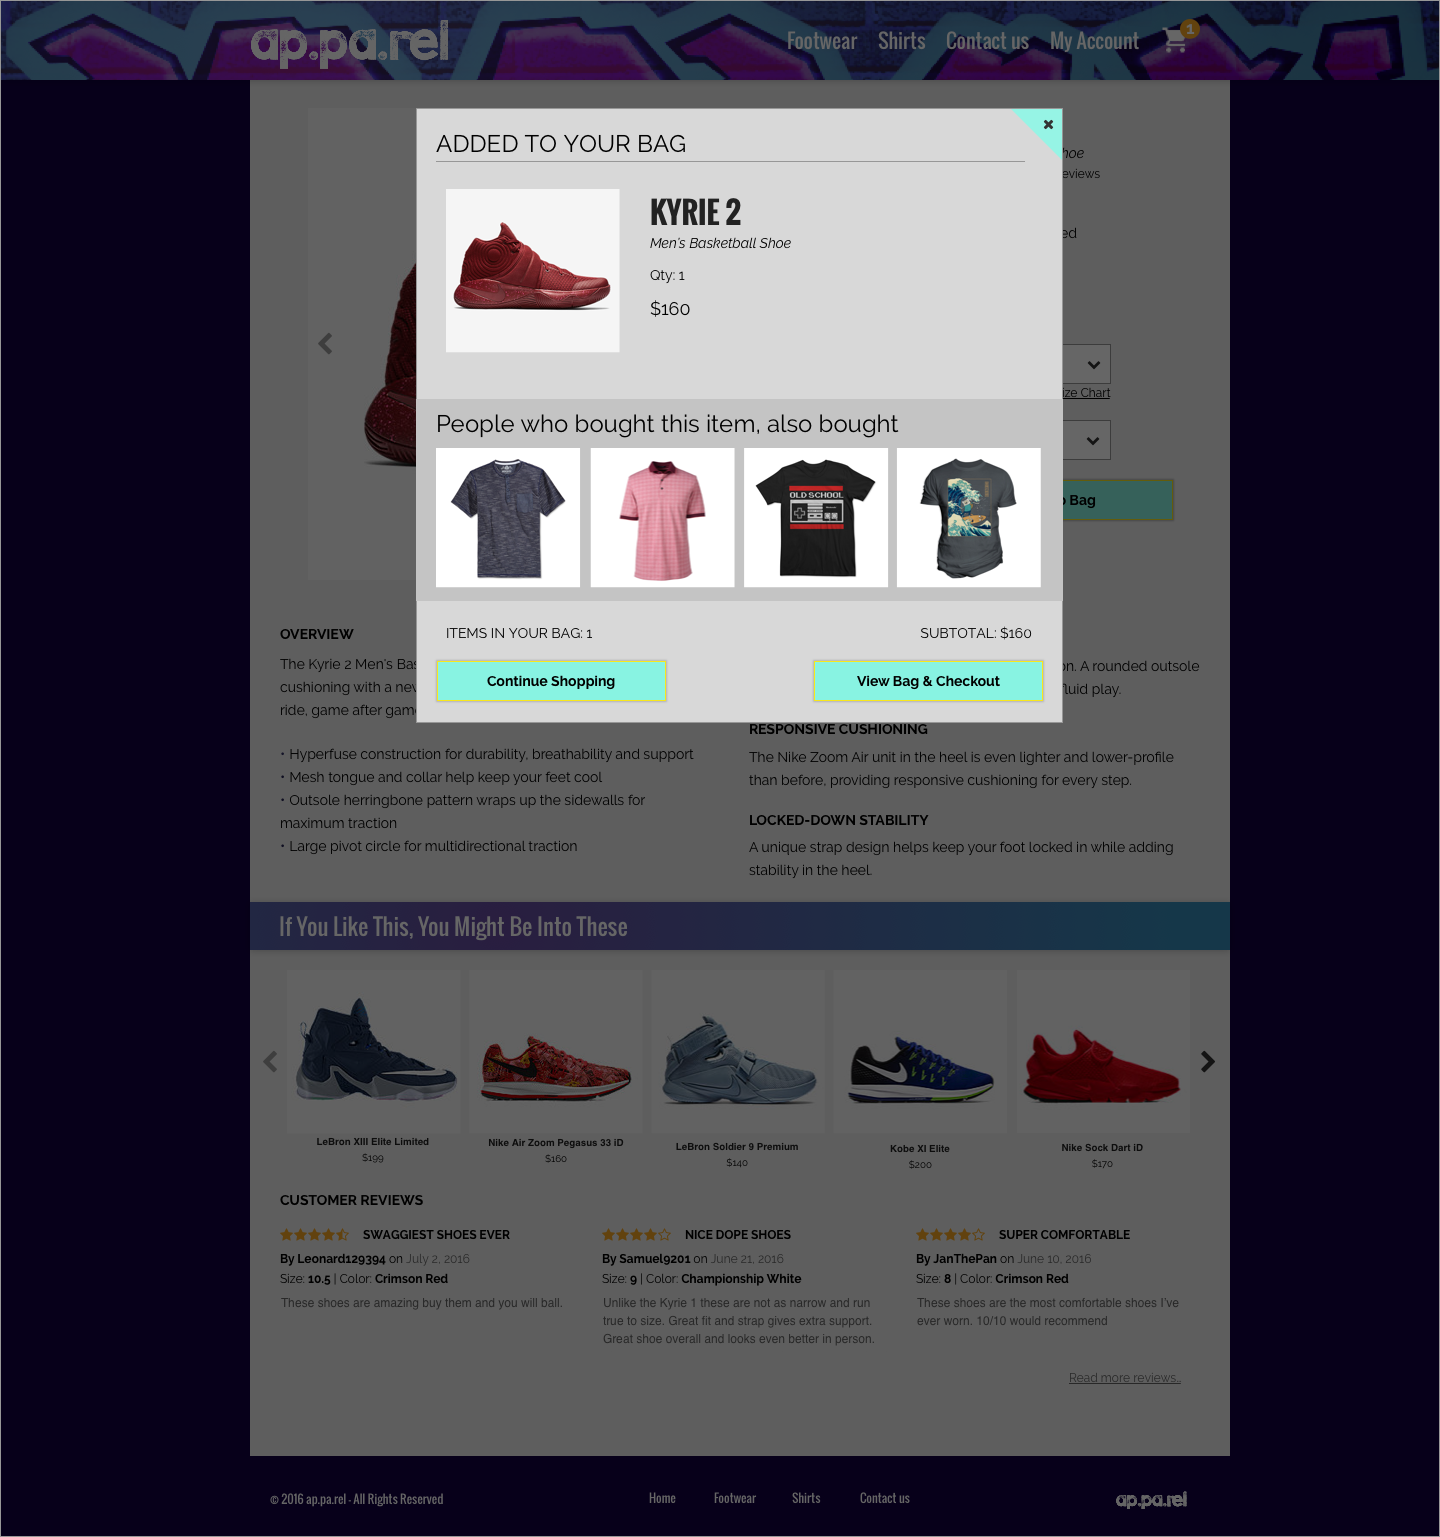 ap.pa.rel
Footwear
Shirts
Contact us
My Account
1
ADDED TO YOUR BAG
KYRIE 2
Men's Basketball Shoe
Qty: 1
$160
hoe
eviews
ed
ize Chart
Bag
People who bought this item, also bought
OLD SCHOOL
ITEMS IN YOUR BAG: 1
SUBTOTAL: $160
Continue Shopping
View Bag & Checkout
OVERVIEW
The Kyrie 2 Men's Bas
cushioning with a new
ride, game after game
• Hyperfuse construction for durability, breathability and support
• Mesh tongue and collar help keep your feet cool
• Outsole herringbone pattern wraps up the sidewalls for
maximum traction
• Large pivot circle for multidirectional traction
on. A rounded outsole
fluid play.
RESPONSIVE CUSHIONING
The Nike Zoom Air unit in the heel is even lighter and lower-profile
than before, providing responsive cushioning for every step.
LOCKED-DOWN STABILITY
A unique strap design helps keep your foot locked in while adding
stability in the heel.
If You Like This, You Might Be Into These
LeBron XIII Elite Limited
$199
Nike Air Zoom Pegasus 33 iD
$160
LeBron Soldier 9 Premium
$140
Kobe XI Elite
$200
Nike Sock Dart iD
$170
CUSTOMER REVIEWS
SWAGGIEST SHOES EVER
By Leonard129394 on July 2, 2016
Size: 10.5 | Color: Crimson Red
These shoes are amazing buy them and you will ball.
NICE DOPE SHOES
By Samuel9201 on June 21, 2016
Size: 9 | Color: Championship White
Unlike the Kyrie 1 these are not as narrow and run
true to size. Great fit and strap gives extra support.
Great shoe overall and looks even better in person.
SUPER COMFORTABLE
By JanThePan on June 10, 2016
Size: 8 | Color: Crimson Red
These shoes are the most comfortable shoes I've
ever worn. 10/10 would recommend
Read more reviews..
© 2016 ap.pa.rel - All Rights Reserved
Home
Footwear
Shirts
Contact us
ap.pa.rel